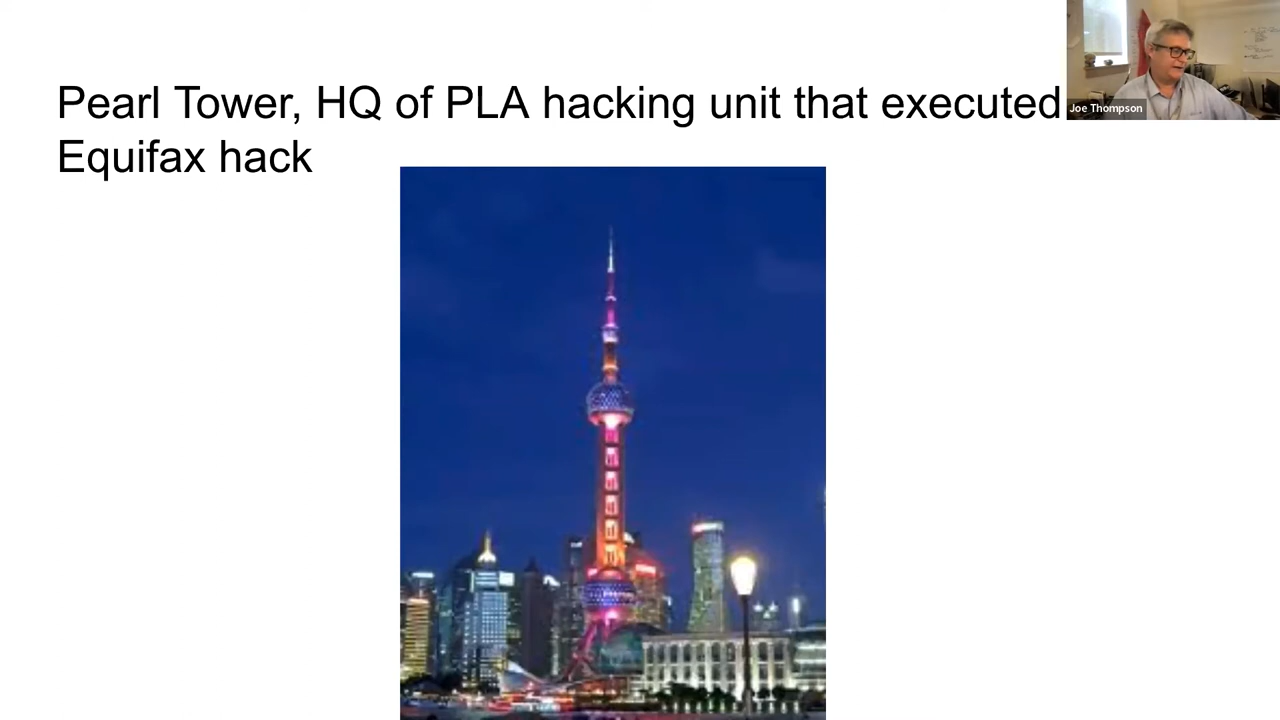 Pearl Tower, HQ of PLA hacking unit that executed
Equifax hack
Joe Thompson